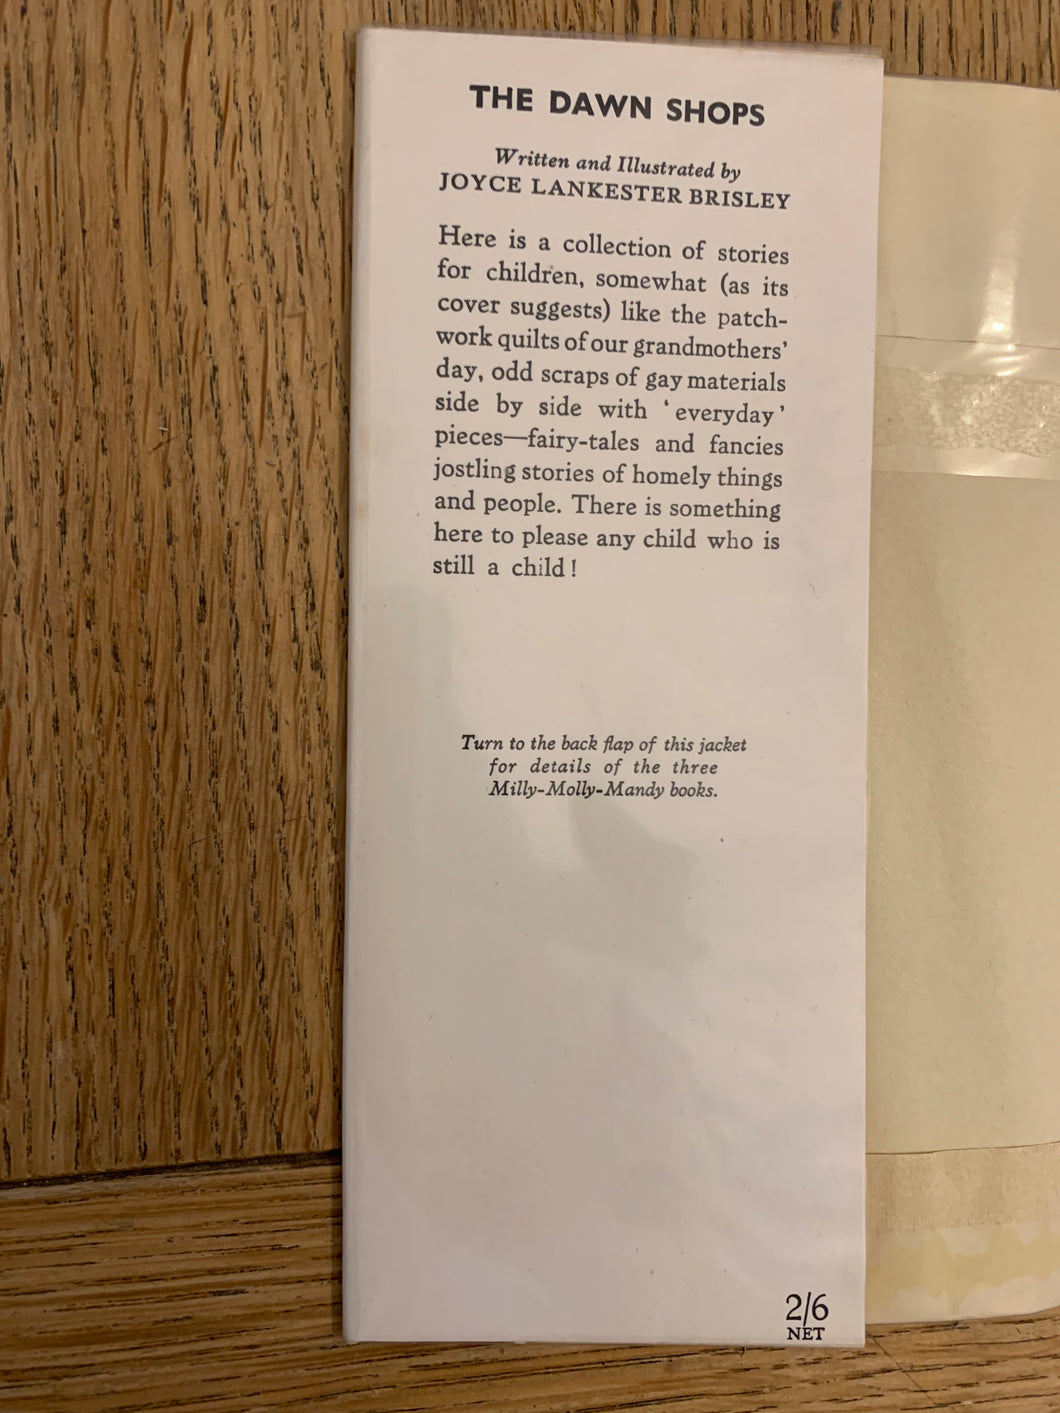 THE DAWN SHOPS
Written and Illustrated by
JOYCE LANKESTER BRISLEY
Here is a collection of stories
for children, somewhat (as its
cover suggests) like the patch-
work quilts of our grandmothers'
day, odd scraps of gay materials
side by side with 'everyday'
pieces—fairy-tales and fancies
jostling stories of homely things
and people. There is something
here to please any child who is
still a child!
Turn to the back flap of this jacket
for details of the three
Milly-Molly-Mandy books.
2/6
NET